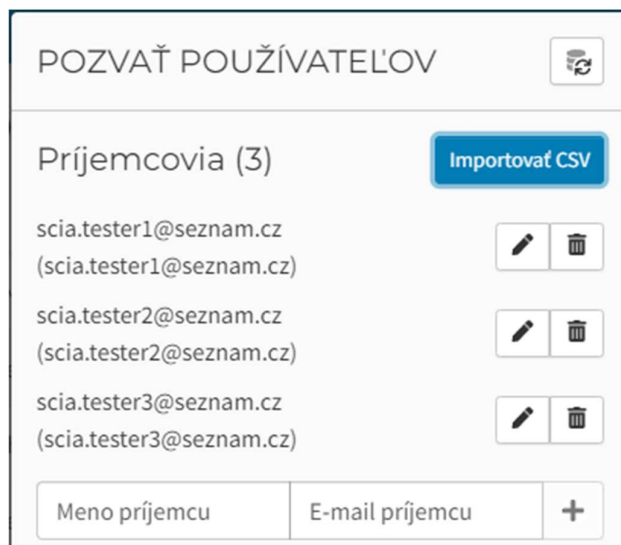 POZVAŤ POUŽÍVATEĽOV
Príjemcovia (3)
Importovať CSV
scia.tester1@seznam.cz
(scia.tester1@seznam.cz)
scia.tester2@seznam.cz
(scia.tester2@seznam.cz)
scia.tester3@seznam.cz
(scia.tester3@seznam.cz)
Meno príjemcu
E-mail príjemcu